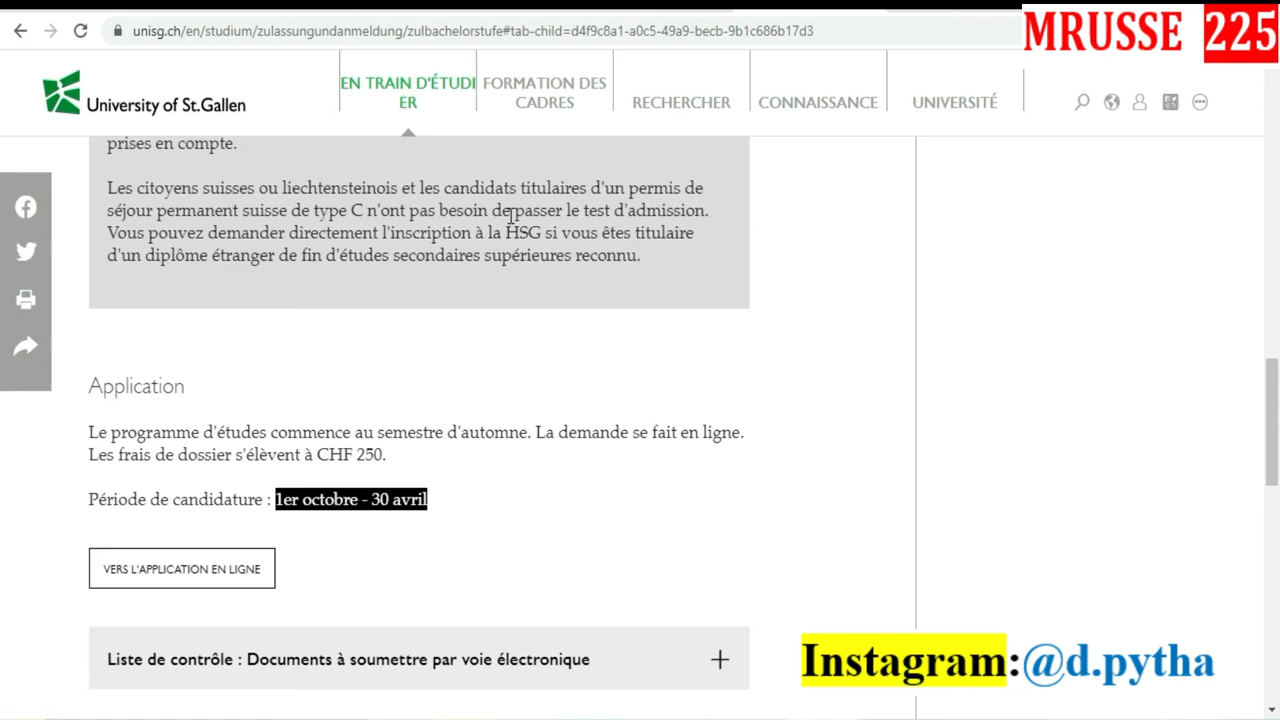 unisg.ch/en/studium/zulassungundanmeldung/zulbachelorstufe#tab-child=d4f9c8a1-a0c5-49a9-becb-9b1c686b17d3
MRUSSE 225
University of St.Gallen
EN TRAIN D'ÉTUDI
ER
FORMATION DES
CADRES
RECHERCHER
CONNAISSANCE
UNIVERSITÉ
prises en compte.
Les citoyens suisses ou liechtensteinois et les candidats titulaires d'un permis de
séjour permanent suisse de type C n'ont pas besoin de passer le test d'admission.
Vous pouvez demander directement l'inscription à la HSG si vous êtes titulaire
d'un diplôme étranger de fin d'études secondaires supérieures reconnu.
Application
Le programme d'études commence au semestre d'automne. La demande se fait en ligne.
Les frais de dossier s'élèvent à CHF 250.
Période de candidature : 1er octobre - 30 avril
VERS L'APPLICATION EN LIGNE
Liste de contrôle : Documents à soumettre par voie électronique
Instagram:@d.pytha